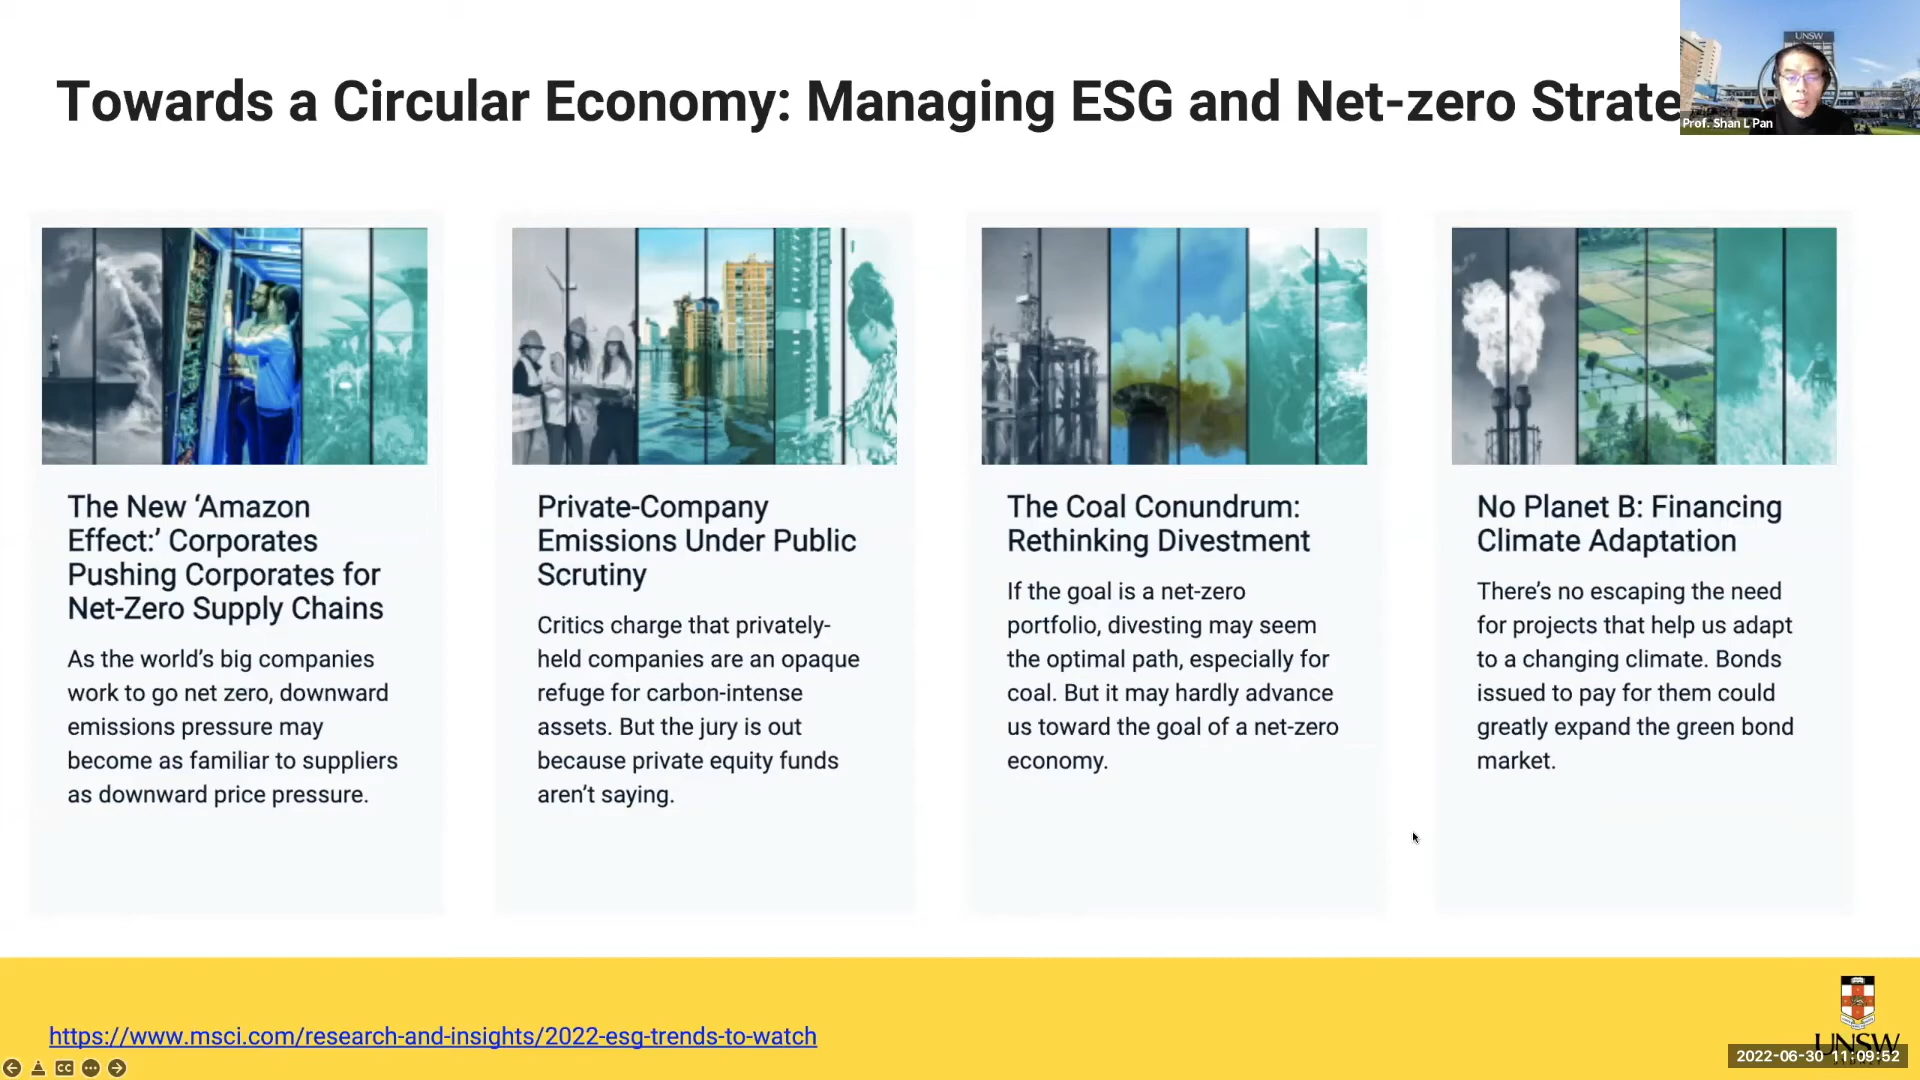 Towards a Circular Economy: Managing ESG and Net-zero Strate
UNSW
Prof. Shan L Pan
The New ‘Amazon
Effect:’ Corporates
Pushing Corporates for
Net-Zero Supply Chains
As the world’s big companies
work to go net zero, downward
emissions pressure may
become as familiar to suppliers
as downward price pressure.
Private-Company
Emissions Under Public
Scrutiny
Critics charge that privately-
held companies are an opaque
refuge for carbon-intense
assets. But the jury is out
because private equity funds
aren’t saying.
The Coal Conundrum:
Rethinking Divestment
If the goal is a net-zero
portfolio, divesting may seem
the optimal path, especially for
coal. But it may hardly advance
us toward the goal of a net-zero
economy.
No Planet B: Financing
Climate Adaptation
There’s no escaping the need
for projects that help us adapt
to a changing climate. Bonds
issued to pay for them could
greatly expand the green bond
market.
https://www.msci.com/research-and-insights/2022-esg-trends-to-watch
UNSW
2022-06-30 11:09:52
CC